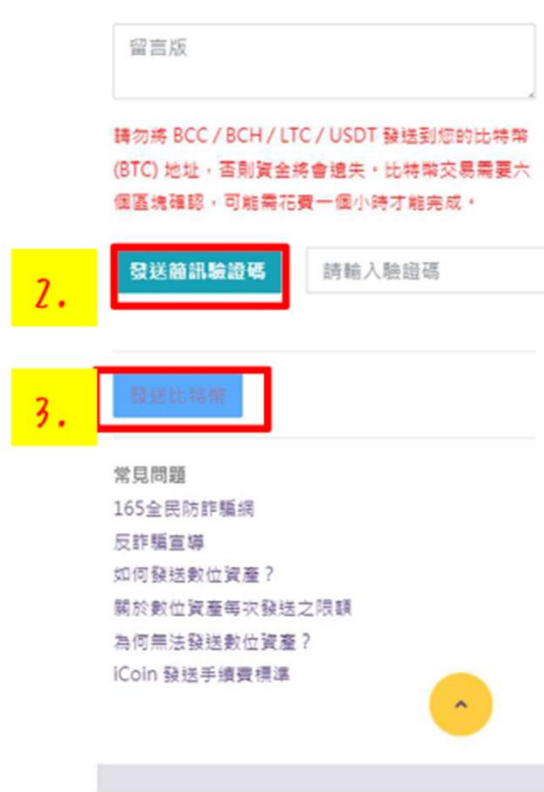 留言版
請勿將 BCC / BCH / LTC / USDT 發送到您的比特幣
(BTC) 地址，否則資金將會遺失。比特幣交易需要六
個區塊確認，可能需花費一個小時才能完成。
2.
發送簡訊驗證碼
請輸入驗證碼
3.
發送比特幣
常見問題
165全民防詐騙網
反詐騙宣導
如何發送數位資產？
關於數位資產每次發送之限額
為何無法發送數位資產？
iCoin 發送手續費標準